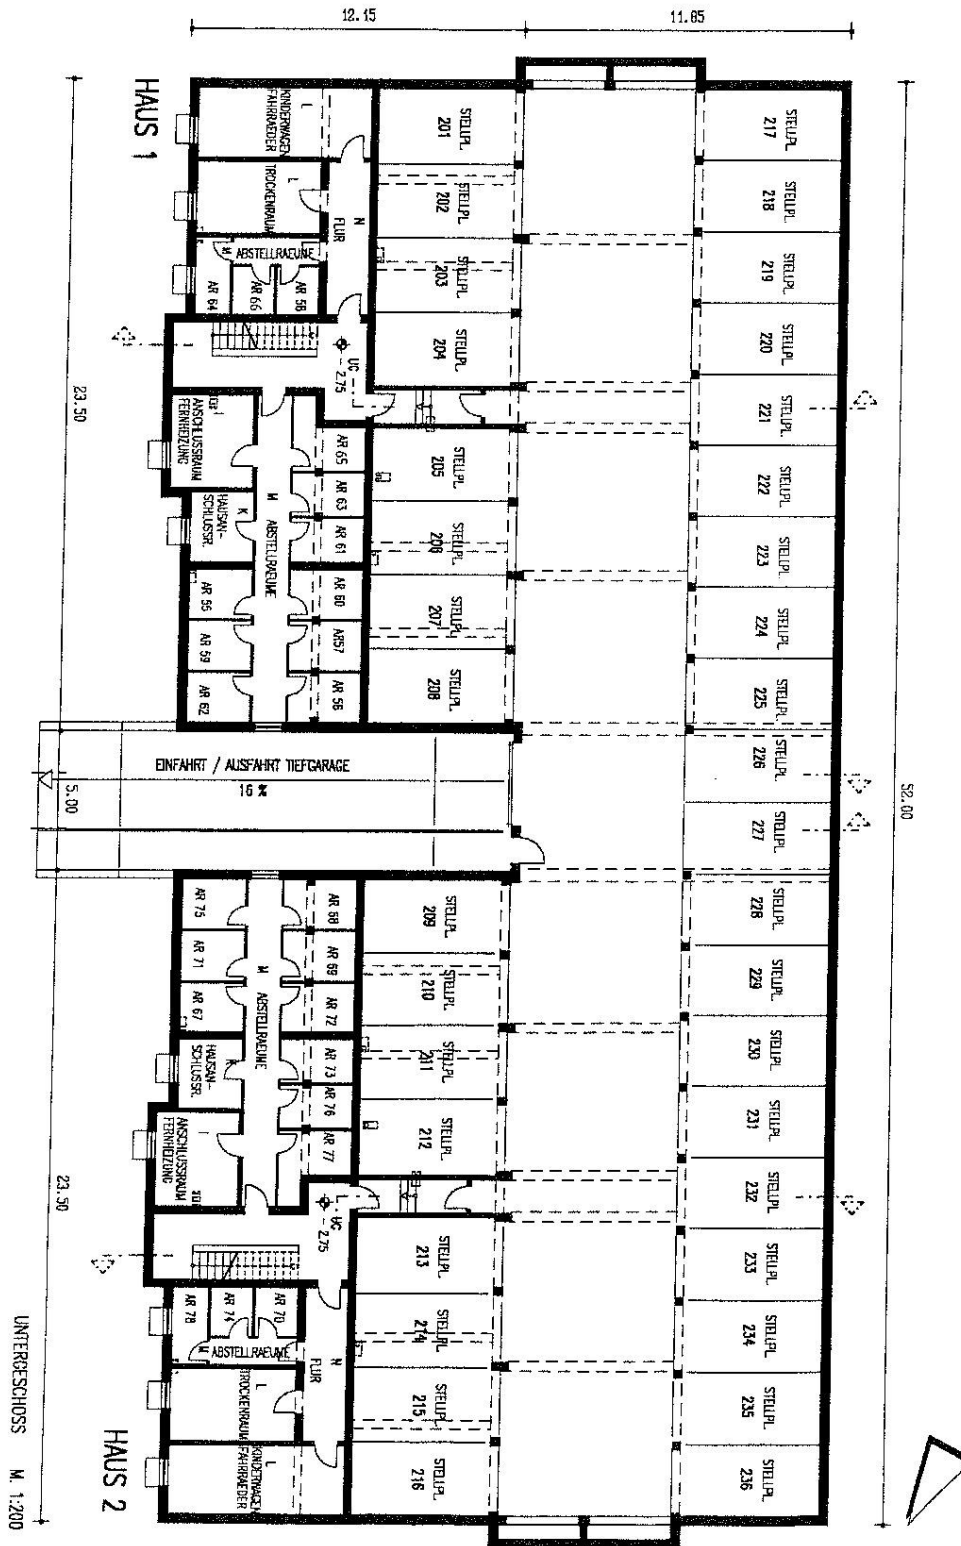 12.15
11.85
HAUS 1
23.50
5.00
23.50
52.00
KINDERWAGEN
FAHRRAEDER
L
TROCKENRAUM
L
ABSTELLRAEUME
M
AR 64
AR 66
AR 58
N
FLUR
UG
- 2.75
ANSCHLUSSRAUM
FERNHEIZUNG
I
HAUSAN-
SCHLUSSR.
K
M
ABSTELLRAEUME
AR 65
AR 63
AR 61
AR 60
AR57
AR 56
AR 55
AR 59
AR 62
STELLPL.
201
STELLPL.
202
STELLPL.
203
STELLPL.
204
STELLPL.
205
STELLPL.
206
STELLPL.
207
STELLPL.
208
STELLPL.
217
STELLPL.
218
STELLPL.
219
STELLPL.
220
STELLPL.
221
STELLPL.
222
STELLPL.
223
STELLPL.
224
STELLPL.
225
STELLPL.
226
STELLPL.
227
EINFAHRT / AUSFAHRT TIEFGARAGE
16 %
STELLPL.
228
STELLPL.
229
STELLPL.
230
STELLPL.
231
STELLPL.
232
STELLPL.
233
STELLPL.
234
STELLPL.
235
STELLPL.
236
STELLPL.
209
STELLPL.
210
STELLPL.
211
STELLPL.
212
STELLPL.
213
STELLPL.
214
STELLPL.
215
STELLPL.
216
AR 75
AR 71
AR 67
AR 68
AR 69
AR 72
AR 73
AR 76
AR 77
M
ABSTELLRAEUME
HAUSAN-
SCHLUSSR.
K
ANSCHLUSSRAUM
FERNHEIZUNG
I
UG
- 2.75
AR 78
AR 74
AR 70
M
ABSTELLRAEUME
N
FLUR
L
TROCKENRAUM
L
KINDERWAGEN
FAHRRAEDER
HAUS 2
UNTERGESCHOSS M. 1:200